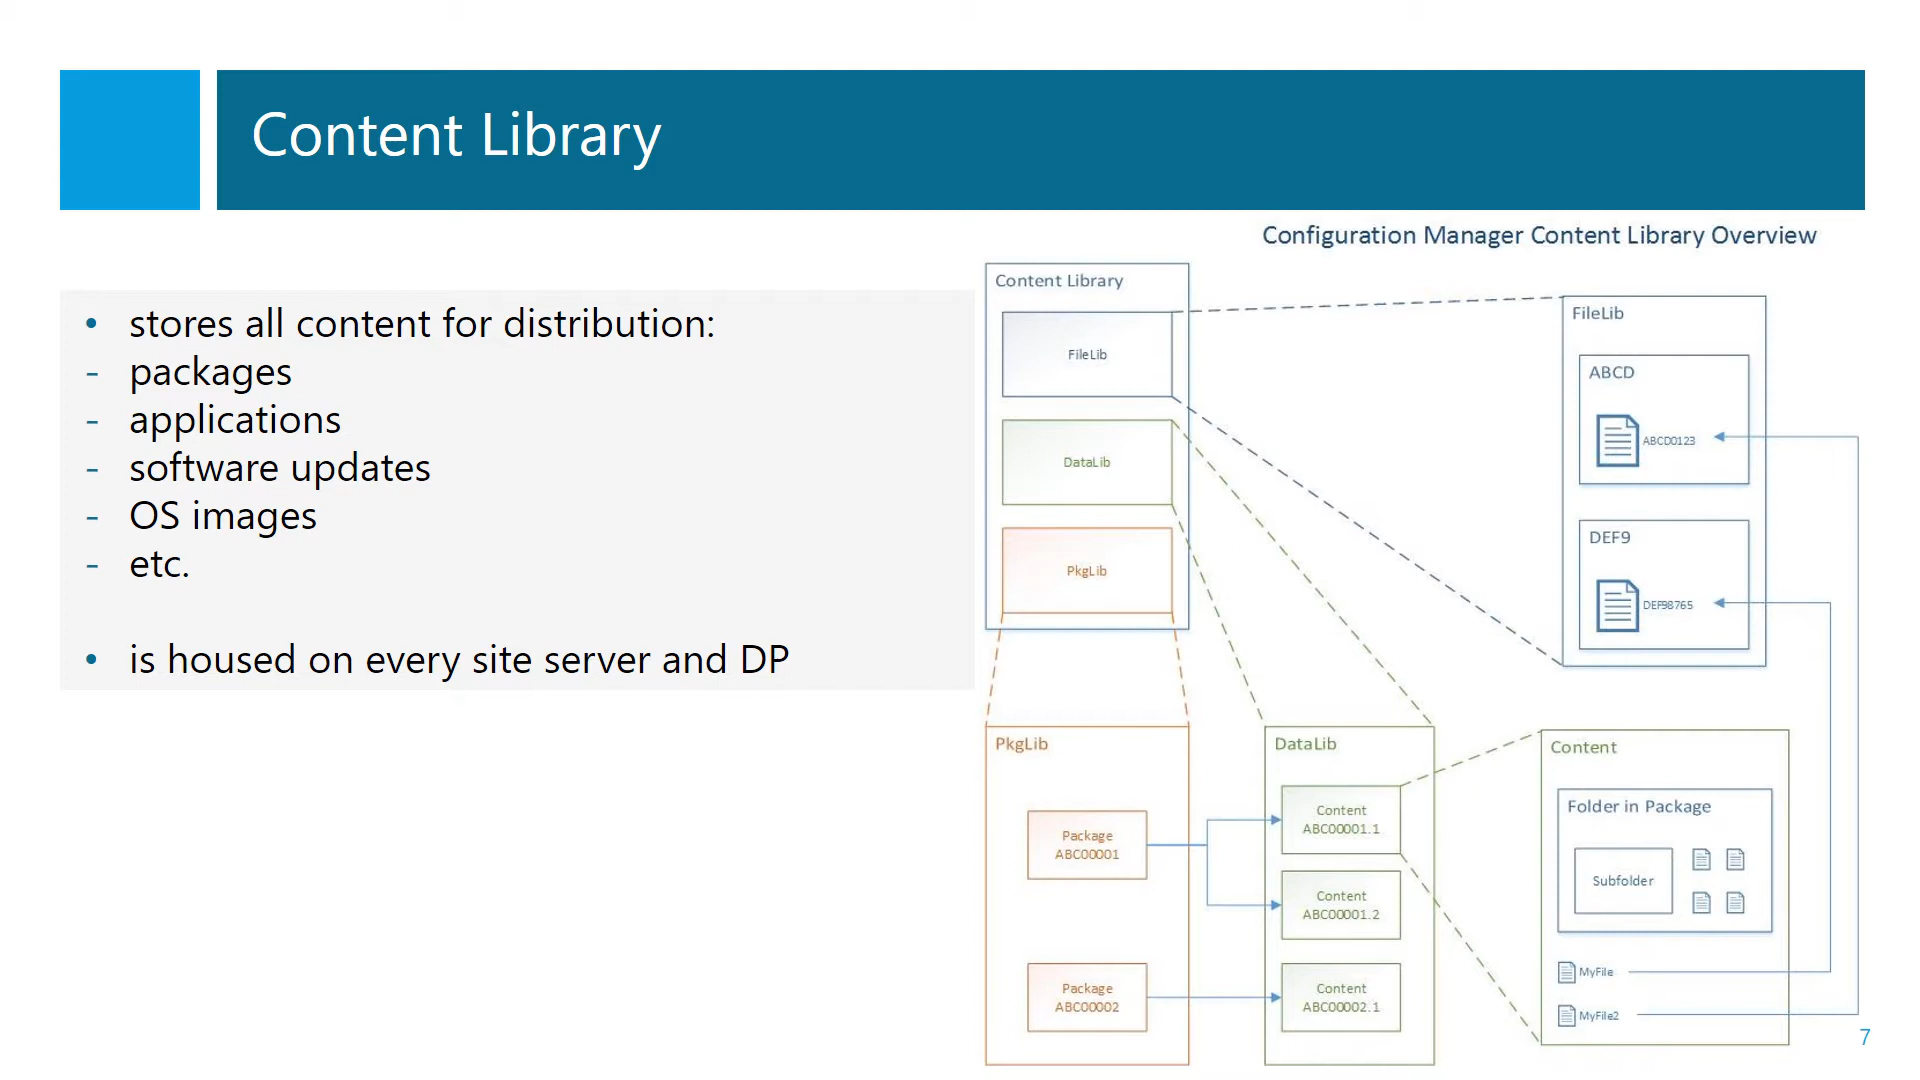 Content Library
• stores all content for distribution:
- packages
- applications
- software updates
- OS images
- etc.
• is housed on every site server and DP
Configuration Manager Content Library Overview
Content Library
FileLib
DataLib
PkgLib
FileLib
ABCD
ABCD0123
DEF9
DEF98765
PkgLib
Package
ABC00001
Package
ABC00002
DataLib
Content
ABC00001.1
Content
ABC00001.2
Content
ABC00002.1
Content
Folder in Package
Subfolder
MyFile
MyFile2
7